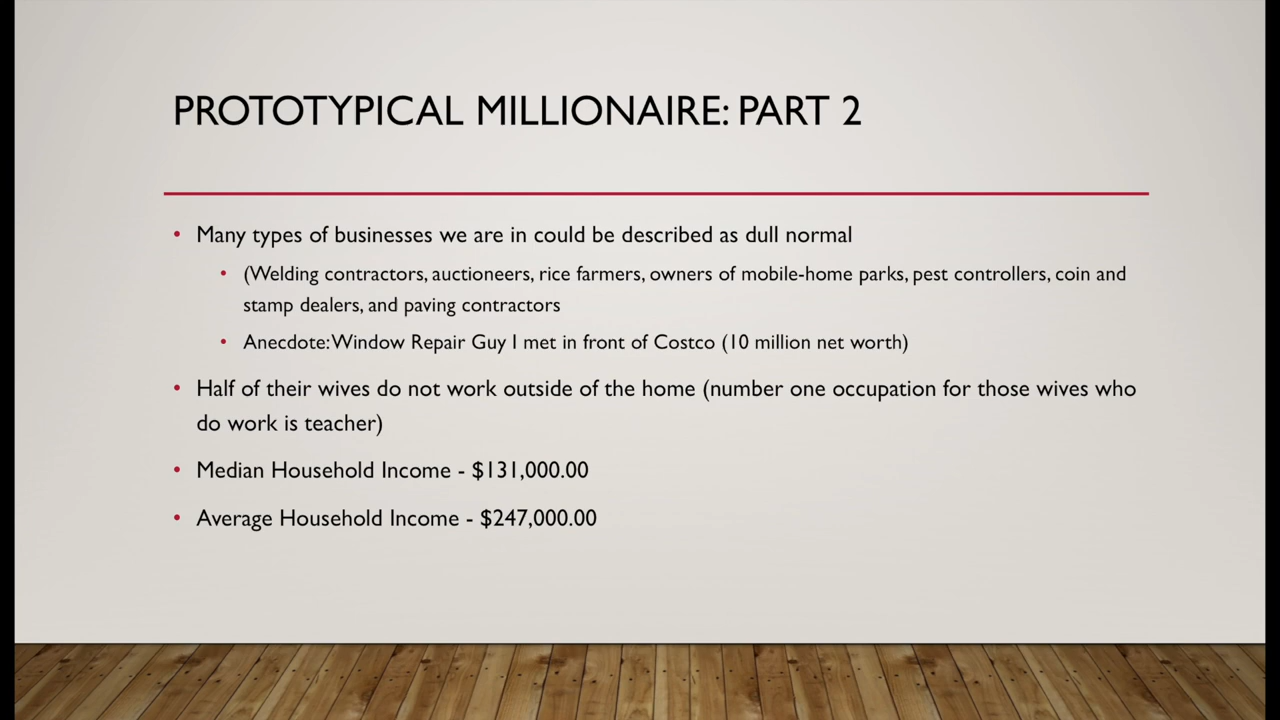 PROTOTYPICAL MILLIONAIRE: PART 2
• Many types of businesses we are in could be described as dull normal
• (Welding contractors, auctioneers, rice farmers, owners of mobile-home parks, pest controllers, coin and
stamp dealers, and paving contractors
• Anecdote: Window Repair Guy I met in front of Costco (10 million net worth)
• Half of their wives do not work outside of the home (number one occupation for those wives who
do work is teacher)
• Median Household Income - $131,000.00
• Average Household Income - $247,000.00